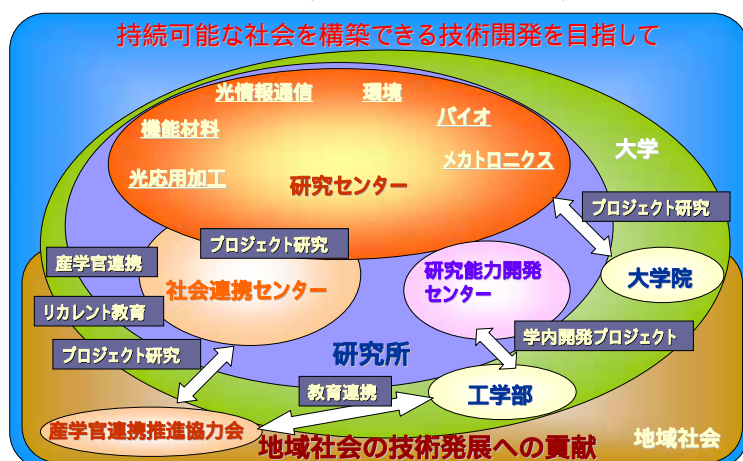 持続可能な社会を構築できる技術開発を目指して
光情報通信
環境
機能材料
バイオ
大学
メカトロニクス
光応用加工
研究センター
プロジェクト研究
プロジェクト研究
産学官連携
研究能力開発
センター
大学院
社会連携センター
リカレント教育
学内開発プロジェクト
プロジェクト研究
研究所
教育連携
工学部
産学官連携推進協力会
地域社会の技術発展への貢献
地域社会